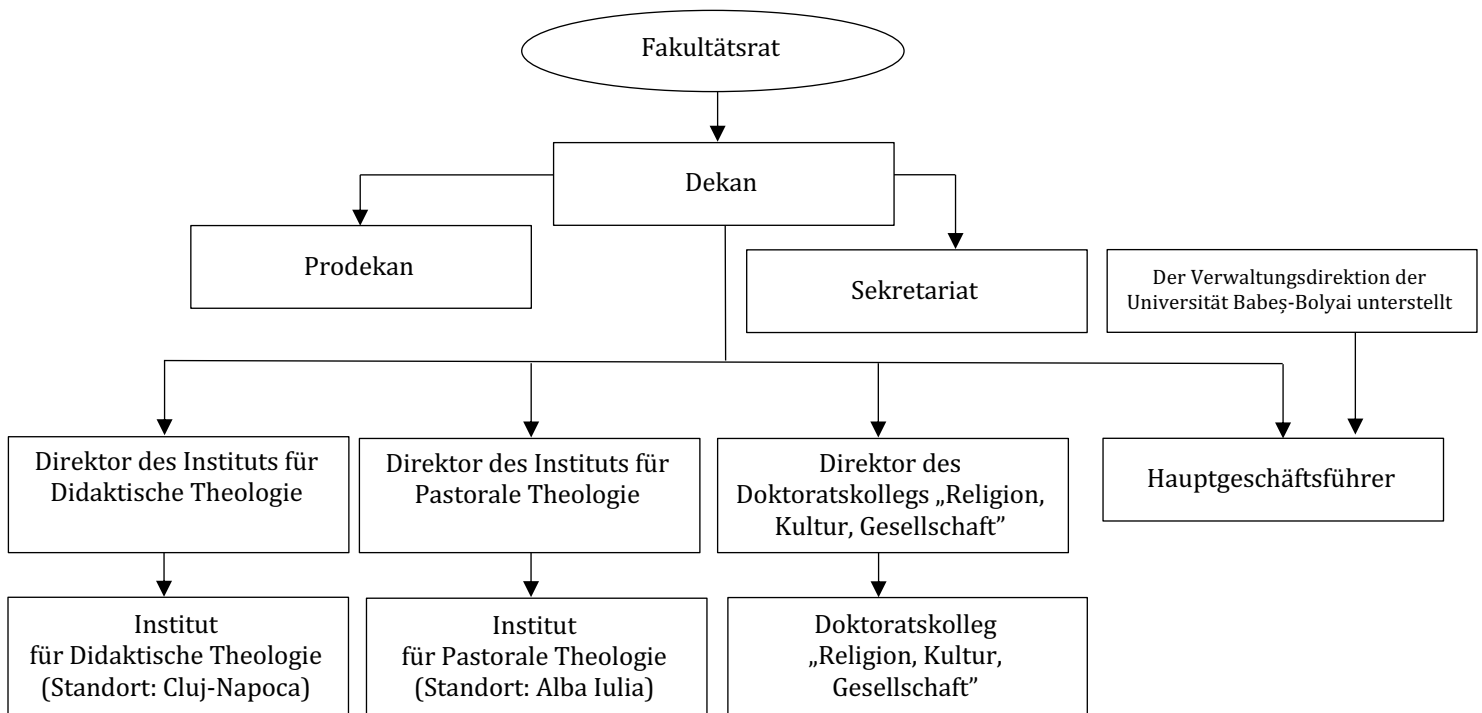 Fakultätsrat
Dekan
Prodekan
Sekretariat
Der Verwaltungsdirektion der
Universität Babeș-Bolyai unterstellt
Direktor des Instituts für
Didaktische Theologie
Direktor des Instituts für
Pastorale Theologie
Direktor des
Doktoratskollegs „Religion,
Kultur, Gesellschaft”
Hauptgeschäftsführer
Institut
für Didaktische Theologie
(Standort: Cluj-Napoca)
Institut
für Pastorale Theologie
(Standort: Alba Iulia)
Doktoratskolleg
„Religion, Kultur,
Gesellschaft”